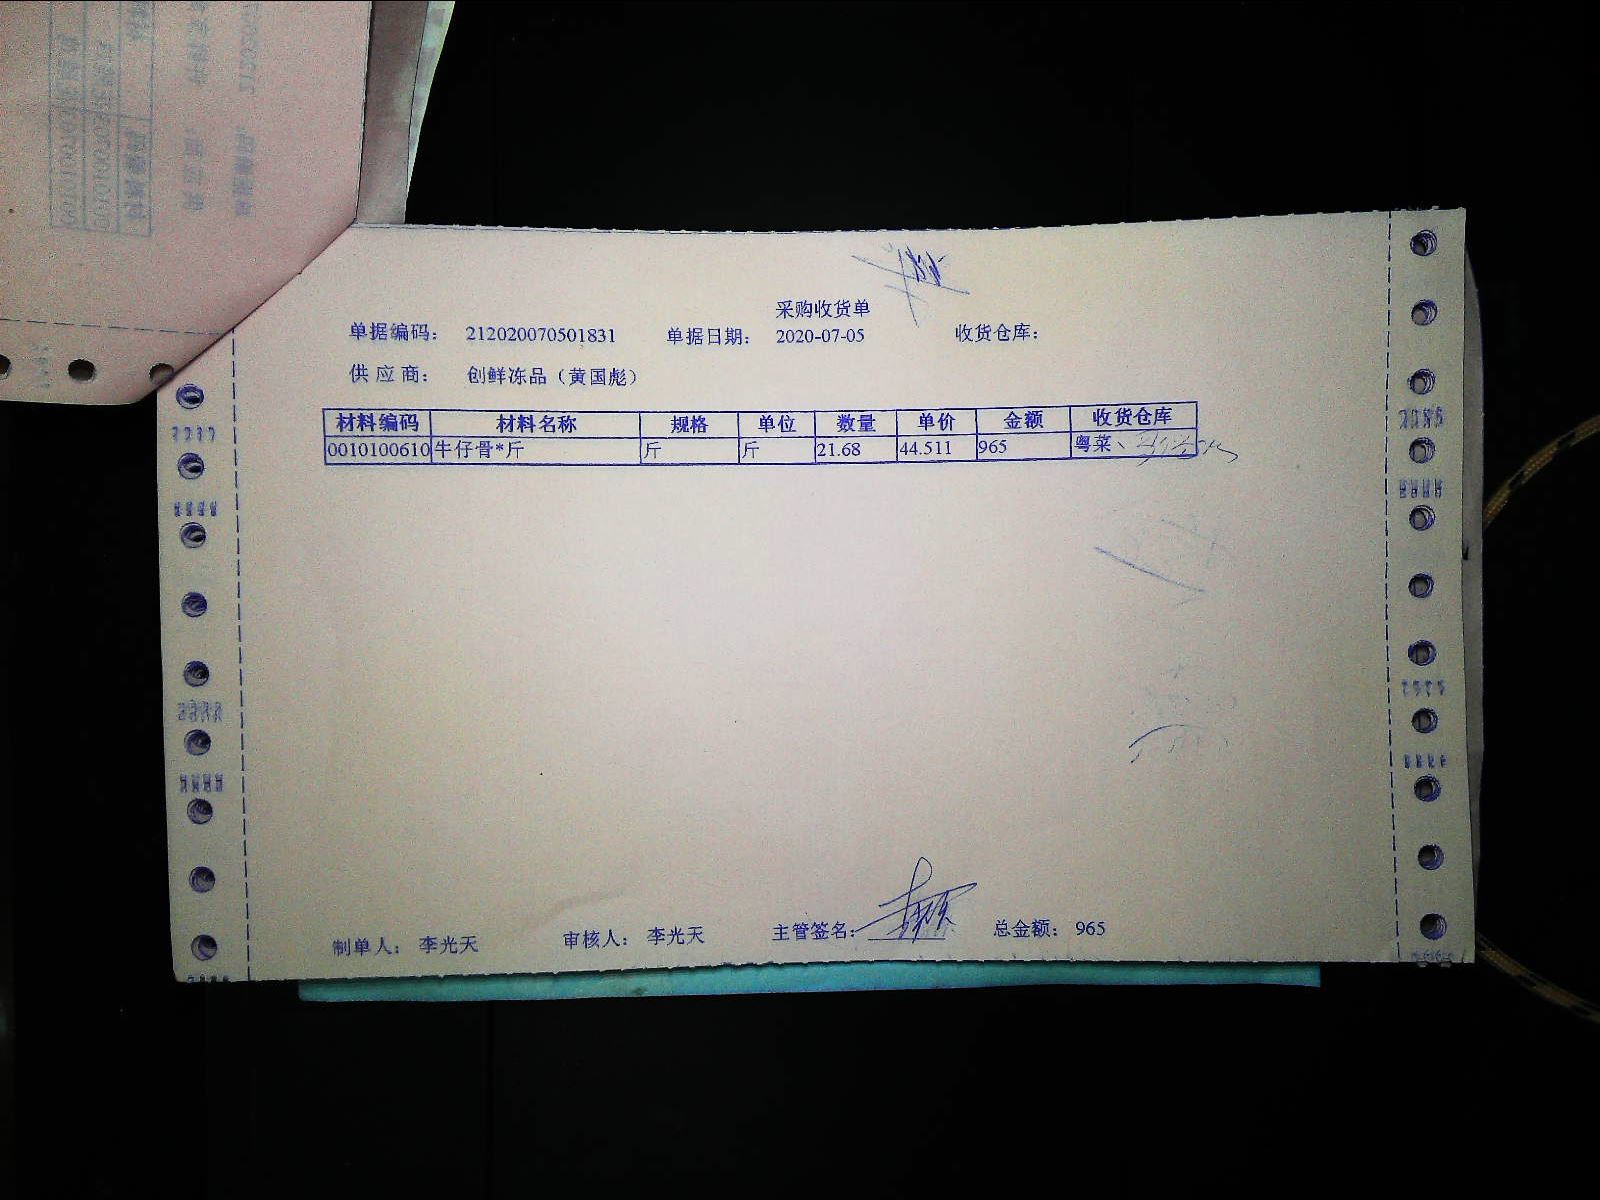 采购收货单
单据编码： 212020070501831 单据日期： 2020-07-05 收货仓库：
供 应 商： 创鲜冻品（黄国彪）
材料编码 材料名称 规格 单位 数量 单价 金额 收货仓库
0010100610 牛仔骨*斤 斤 斤 21.68 44.511 965 粤菜、
制单人： 李光天 审核人： 李光天 主管签名： 总金额： 965